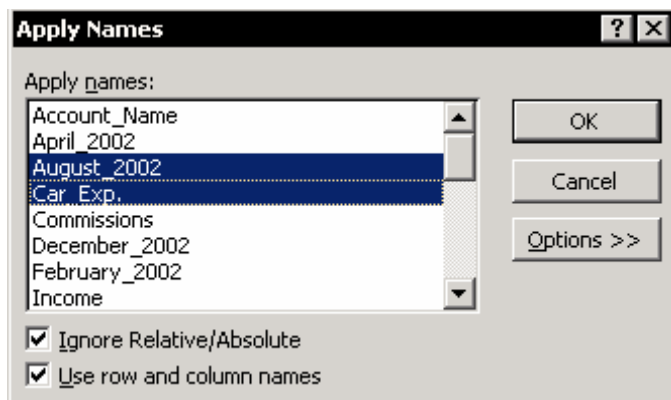 Apply Names
Apply names:
Account_Name
April_2002
August_2002
Car_Exp.
Commissions
December_2002
February_2002
Income
OK
Cancel
Options >>
Ignore Relative/Absolute
Use row and column names